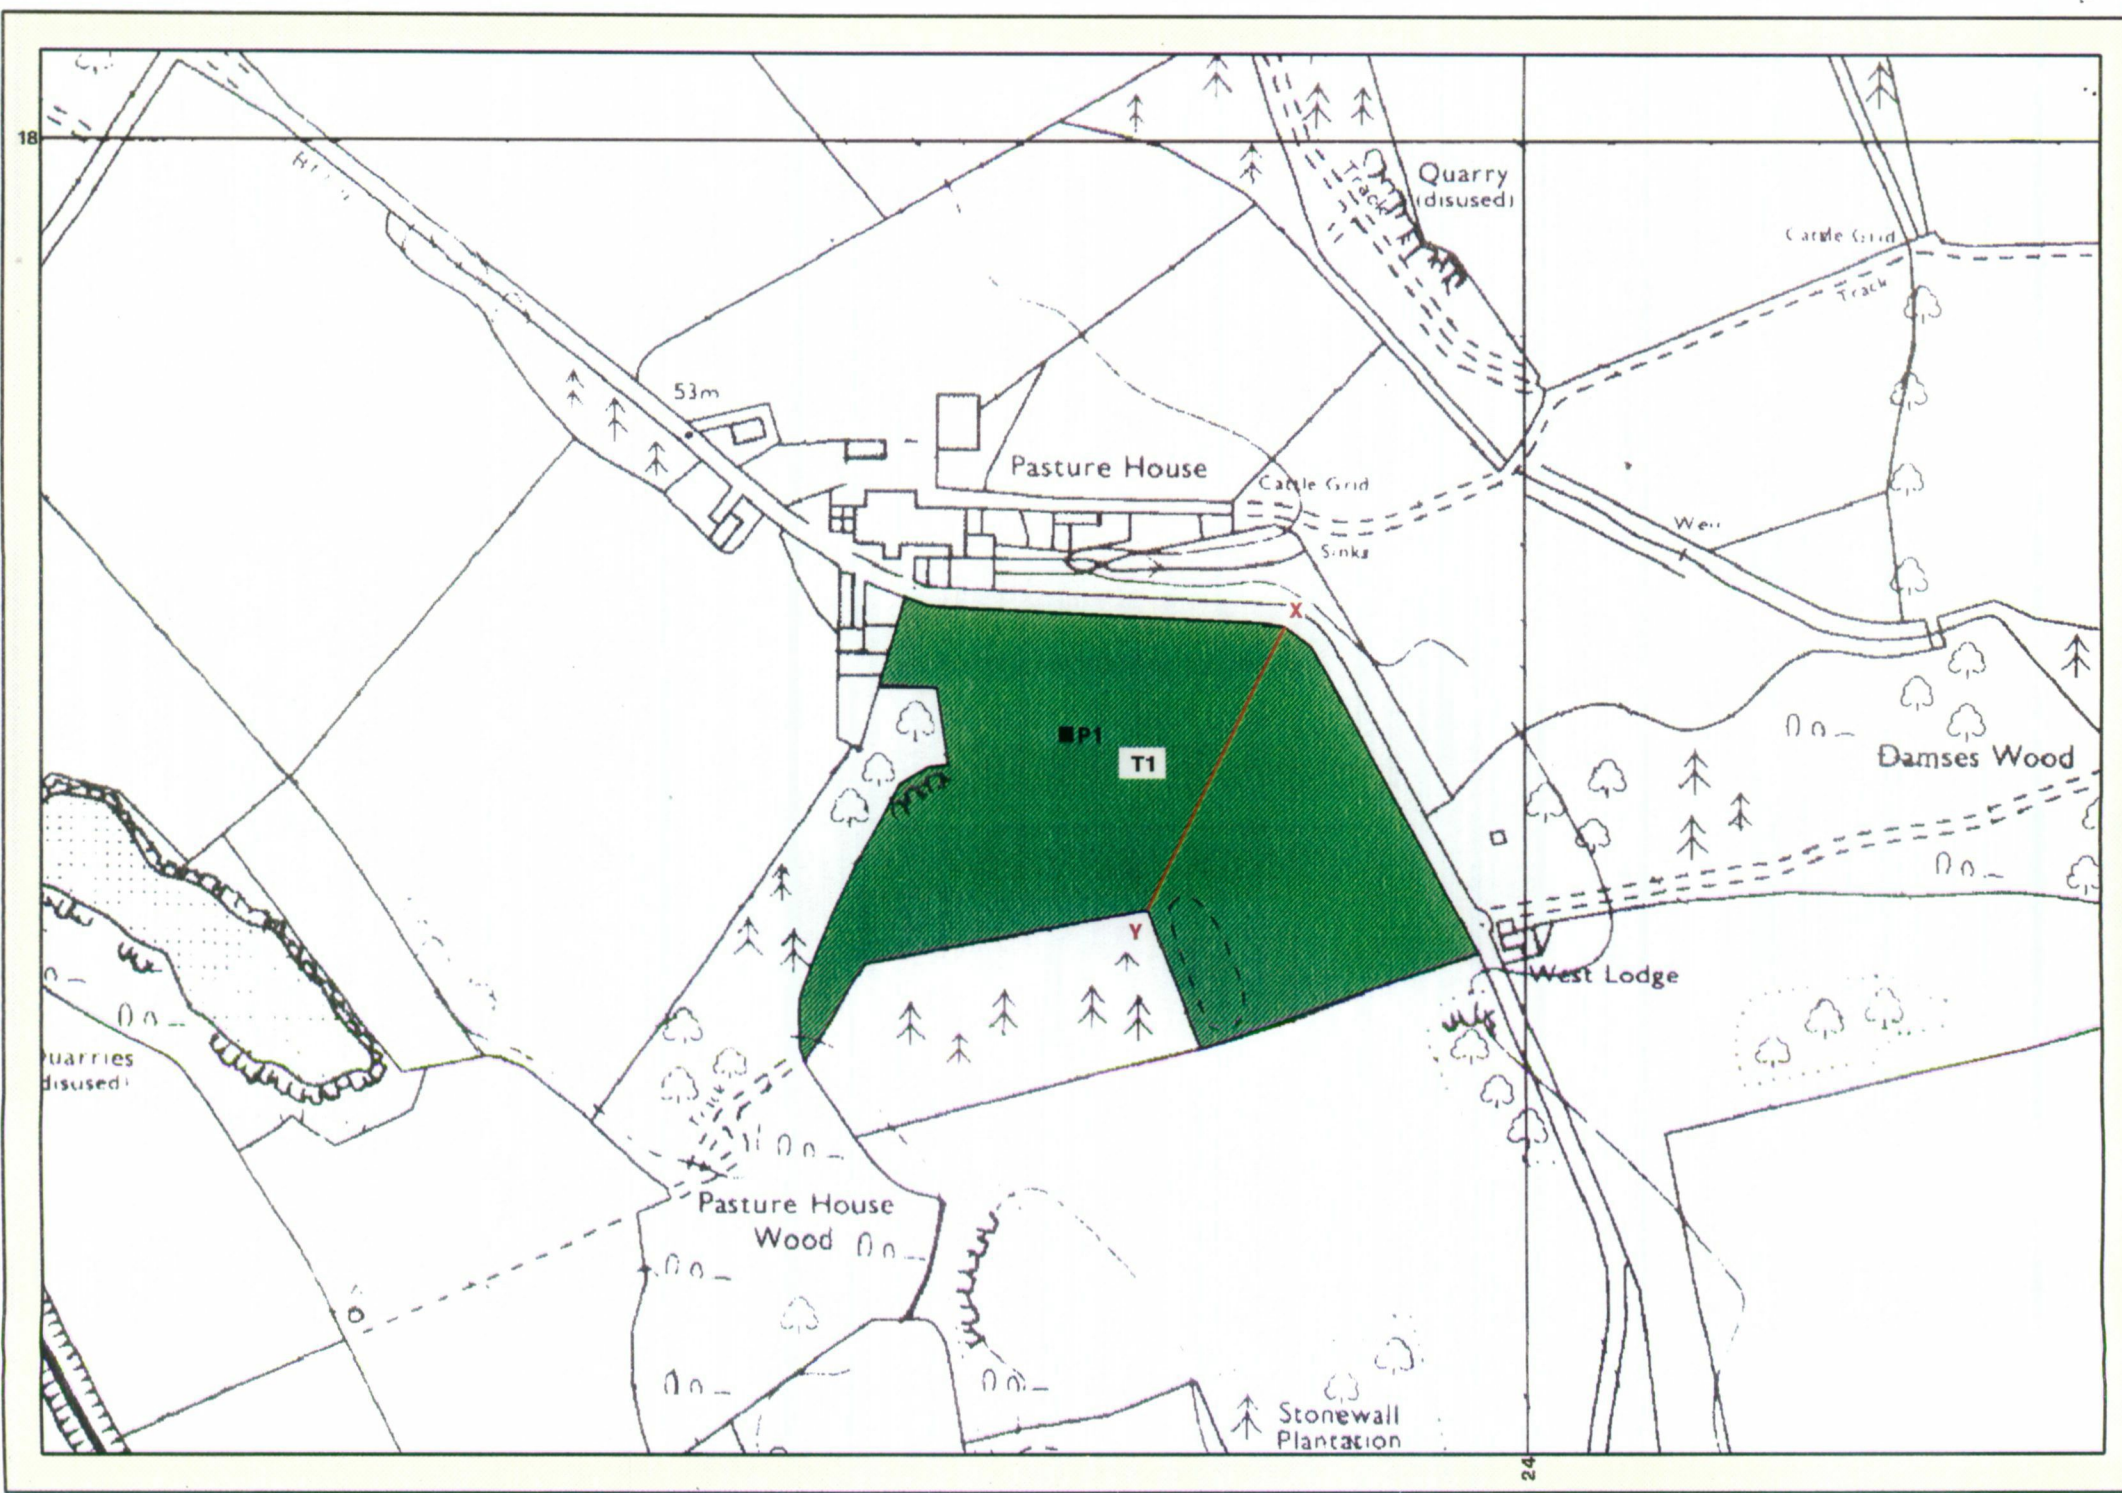 18
Quarry
(disused)
Track
Cattle Grid
Track
53m
Pasture House
Cattle Grid
Sinks
X
P1
T1
Damses Wood
Y
West Lodge
uarries
disused)
Track
Pasture House
Wood
Stonewall
Plantation
24